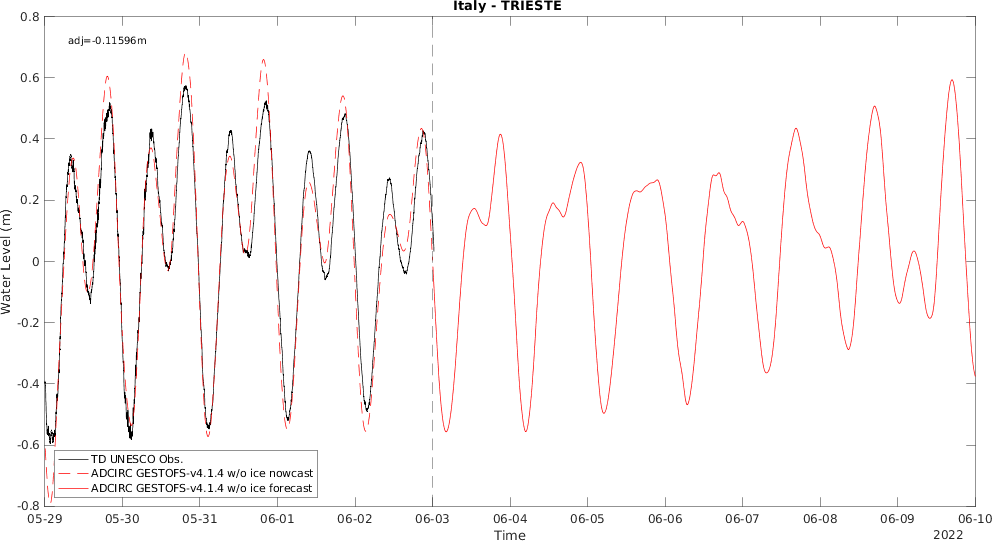 Italy - TRIESTE
adj=-0.11596m
0.8
0.6
0.4
0.2
0
-0.2
-0.4
-0.6
-0.8
Water Level (m)
TD UNESCO Obs.
ADCIRC GESTOFS-v4.1.4 w/o ice nowcast
ADCIRC GESTOFS-v4.1.4 w/o ice forecast
05-29 05-30 05-31 06-01 06-02 06-03 06-04 06-05 06-06 06-07 06-08 06-09 06-10
Time
2022